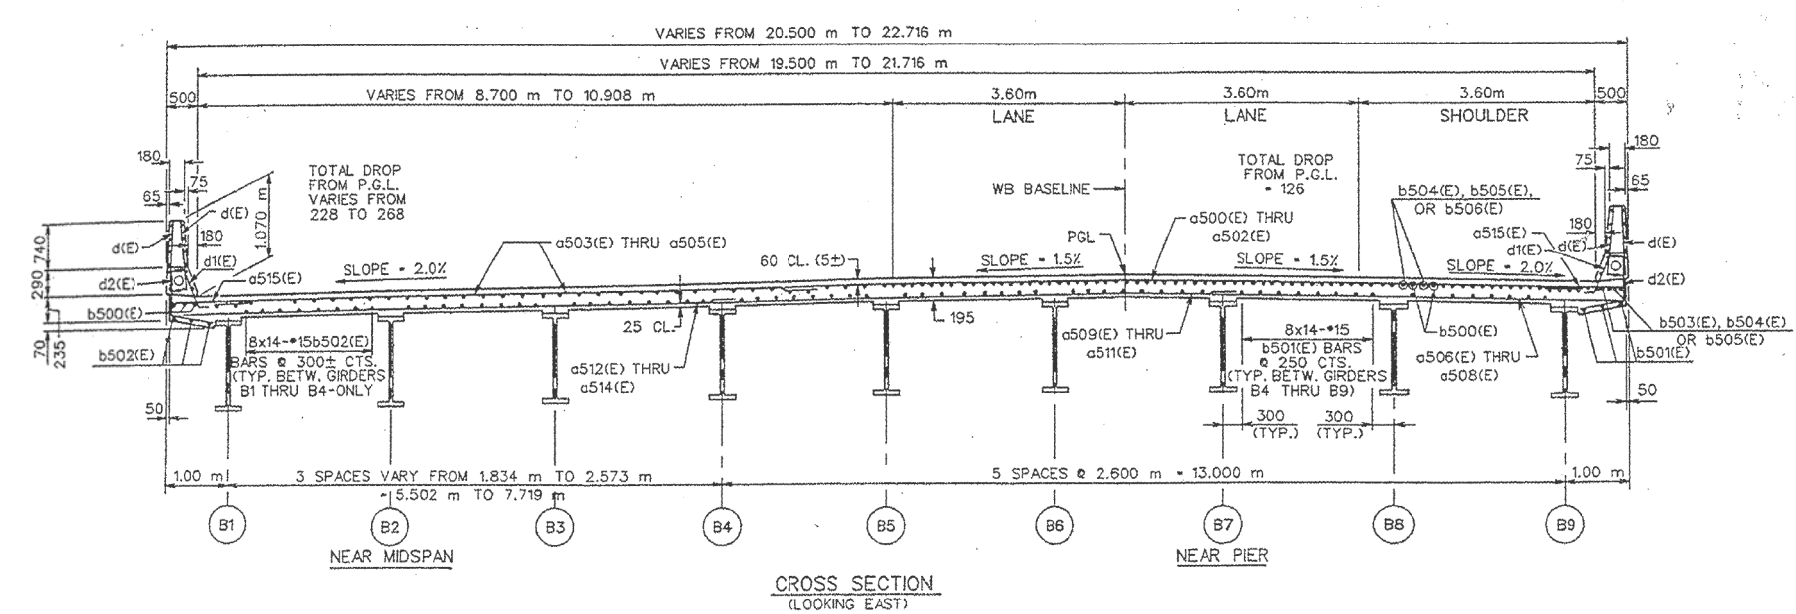 VARIES FROM 20.500 m TO 22.716 m
VARIES FROM 19.500 m TO 21.716 m
500
VARIES FROM 8.700 m TO 10.908 m
3.60m
3.60m
3.60m
500
LANE
LANE
SHOULDER
180
75
65
TOTAL DROP
FROM P.G.L.
VARIES FROM
228 TO 268
1.070 m
WB BASELINE
TOTAL DROP
FROM P.G.L.
= 126
b504(E), b505(E),
OR b506(E)
180
75
65
d(E)
d(E)
180
740
290
235
70
d1(E)
a515(E)
d2(E)
b500(E)
b502(E)
SLOPE = 2.0%
a503(E) THRU a505(E)
60 CL. (5±)
SLOPE = 1.5%
PGL
a500(E) THRU
a502(E)
SLOPE = 1.5%
SLOPE = 2.0%
180
a515(E)
d1(E)
d(E)
d(E)
d2(E)
25 CL.
195
8x14-#15b502(E)
BARS @ 300± CTS.
(TYP. BETW. GIRDERS
B1 THRU B4-ONLY
a512(E) THRU
a514(E)
a509(E) THRU
a511(E)
8x14-#15
b501(E) BARS
@ 250 CTS.
(TYP. BETW. GIRDERS
B4 THRU B9)
b500(E)
a506(E) THRU
a508(E)
b503(E), b504(E)
OR b505(E)
b501(E)
50
50
300
(TYP.)
300
(TYP.)
1.00 m
3 SPACES VARY FROM 1.834 m TO 2.573 m
= 5.502 m TO 7.719 m
5 SPACES @ 2.600 m = 13.000 m
1.00 m
B1
B2
B3
B4
B5
B6
B7
B8
B9
NEAR MIDSPAN
NEAR PIER
CROSS SECTION
(LOOKING EAST)